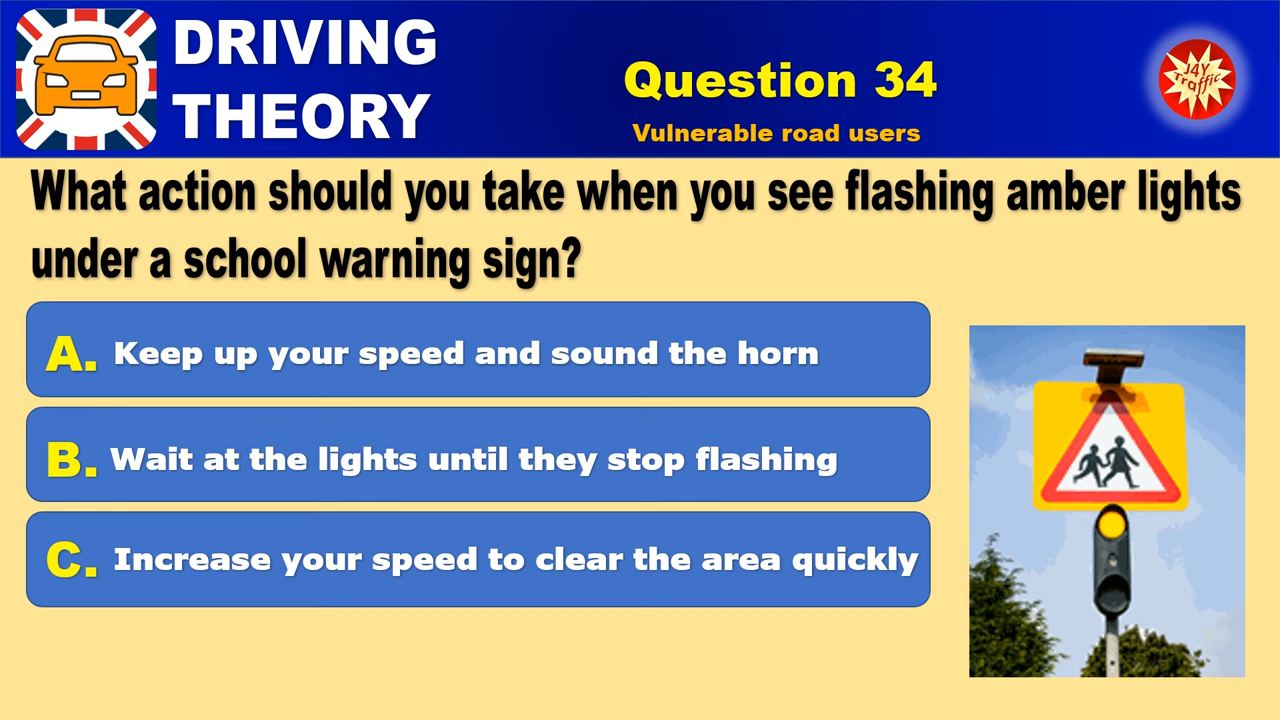 DRIVING
THEORY
Question 34
Vulnerable road users
J4Y
Traffic
What action should you take when you see flashing amber lights
under a school warning sign?
A. Keep up your speed and sound the horn
B. Wait at the lights until they stop flashing
C. Increase your speed to clear the area quickly